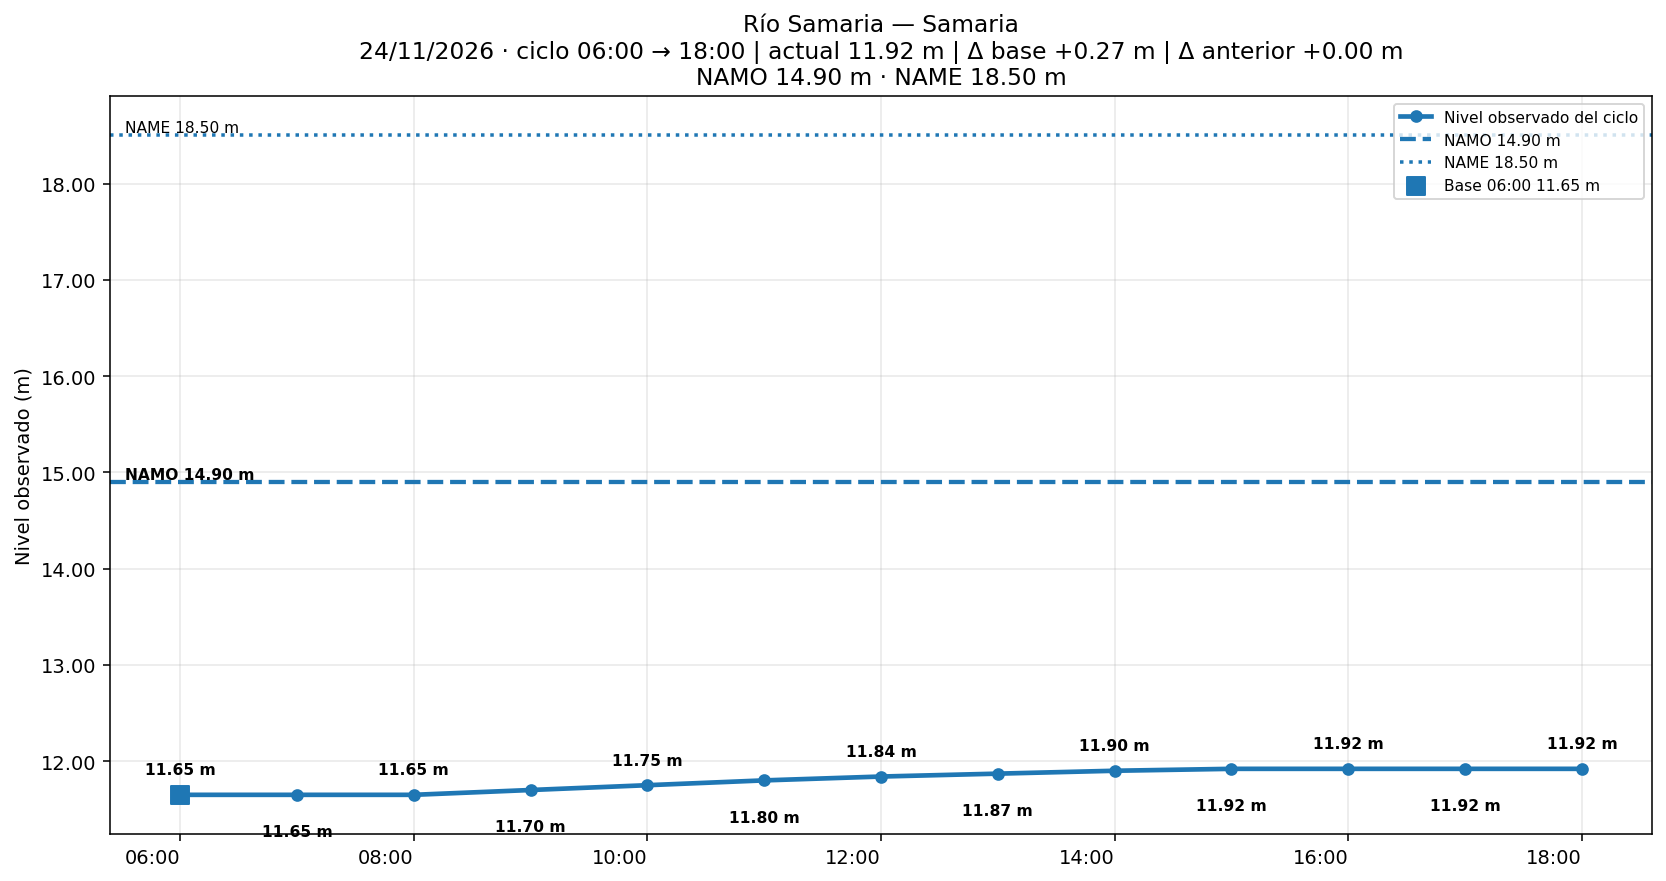 Río Samaria — Samaria
24/11/2026 · ciclo 06:00 → 18:00 | actual 11.92 m | Δ base +0.27 m | Δ anterior +0.00 m
NAMO 14.90 m · NAME 18.50 m
NAME 18.50 m
Nivel observado del ciclo
NAMO 14.90 m
NAME 18.50 m
Base 06:00 11.65 m
18.00
17.00
16.00
15.00
14.00
13.00
12.00
Nivel observado (m)
NAMO 14.90 m
11.65 m
11.65 m
11.65 m
11.70 m
11.75 m
11.80 m
11.84 m
11.87 m
11.90 m
11.92 m
11.92 m
11.92 m
11.92 m
06:00
08:00
10:00
12:00
14:00
16:00
18:00